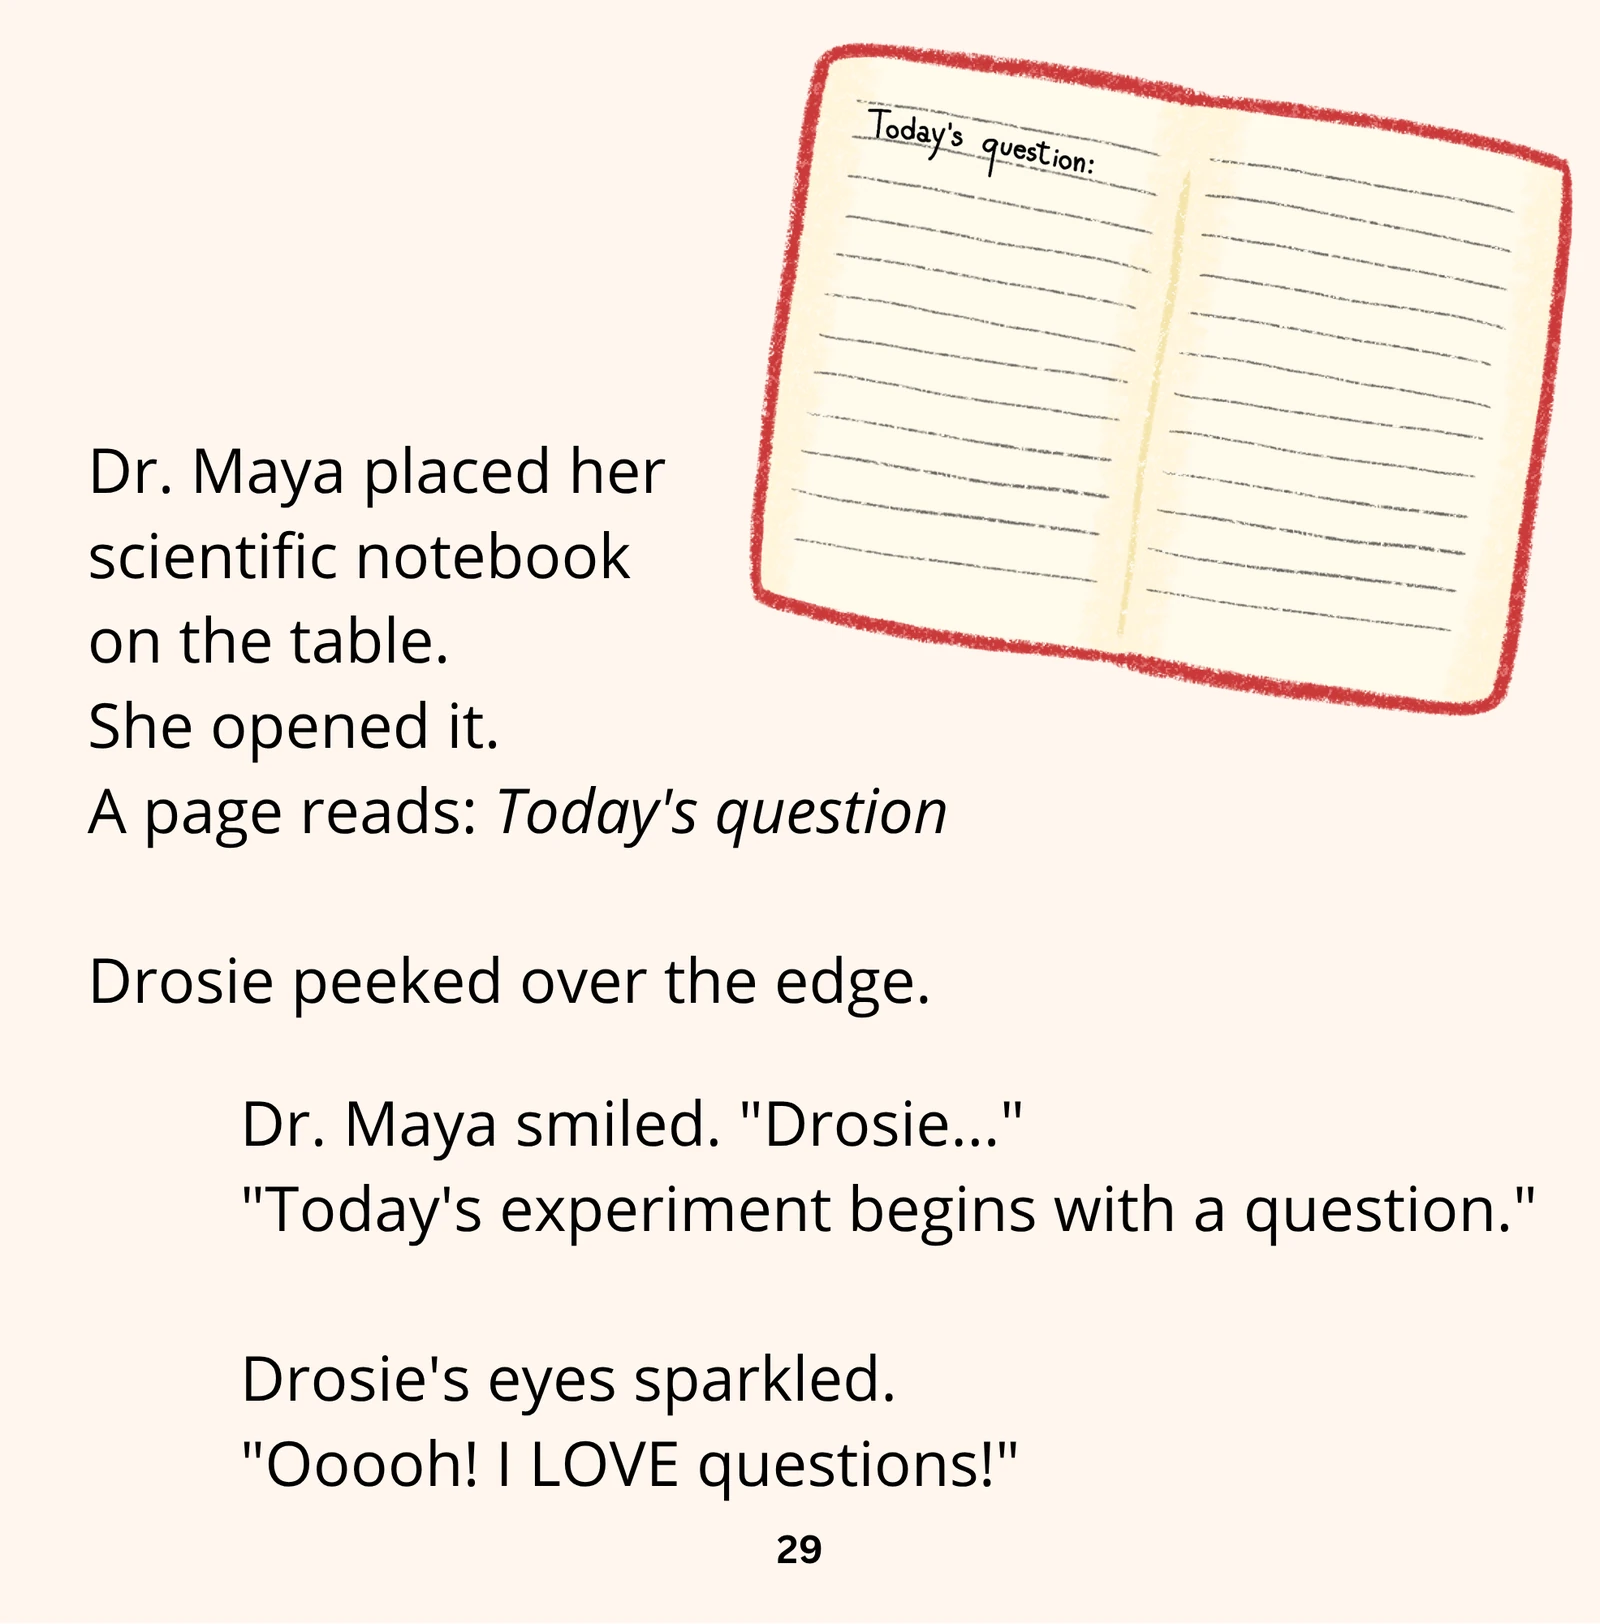 Today's question:
Dr. Maya placed her
scientific notebook
on the table.
She opened it.
A page reads: Today's question
Drosie peeked over the edge.
Dr. Maya smiled. "Drosie..."
"Today's experiment begins with a question."
Drosie's eyes sparkled.
"Ooooh! I LOVE questions!"
29